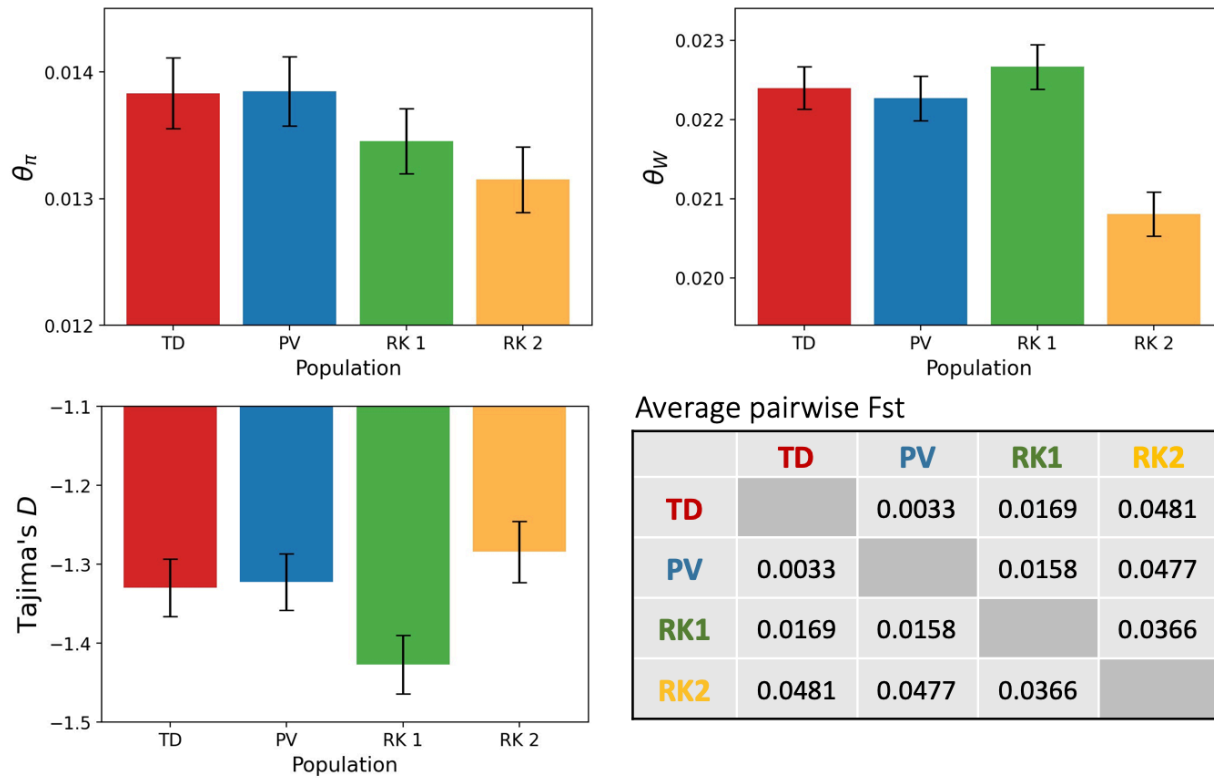 θπ
0.014
0.013
0.012
TD PV RK 1 RK 2
Population
θW
0.023
0.022
0.021
0.020
TD PV RK 1 RK 2
Population
Tajima's D
−1.1
−1.2
−1.3
−1.4
−1.5
TD PV RK 1 RK 2
Population
Average pairwise Fst
TD PV RK1 RK2
TD 0.0033 0.0169 0.0481
PV 0.0033 0.0158 0.0477
RK1 0.0169 0.0158 0.0366
RK2 0.0481 0.0477 0.0366